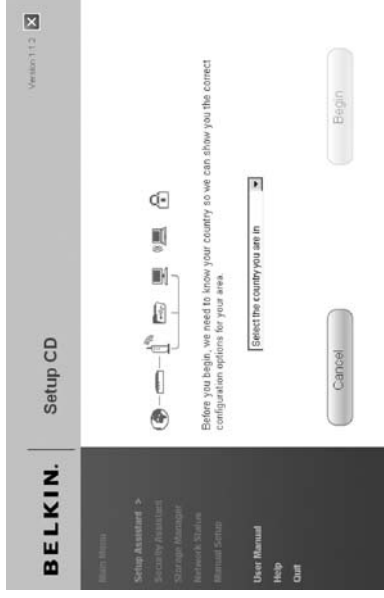 BELKIN.
Setup CD
Version 1.1.2
Main Menu
Setup Assistant >
Security Assistant
Storage Manager
Network Status
Manual Setup
User Manual
Help
Quit
Before you begin, we need to know your country so we can show you the correct
configuration options for your area.
Select the country you are in
Cancel
Begin